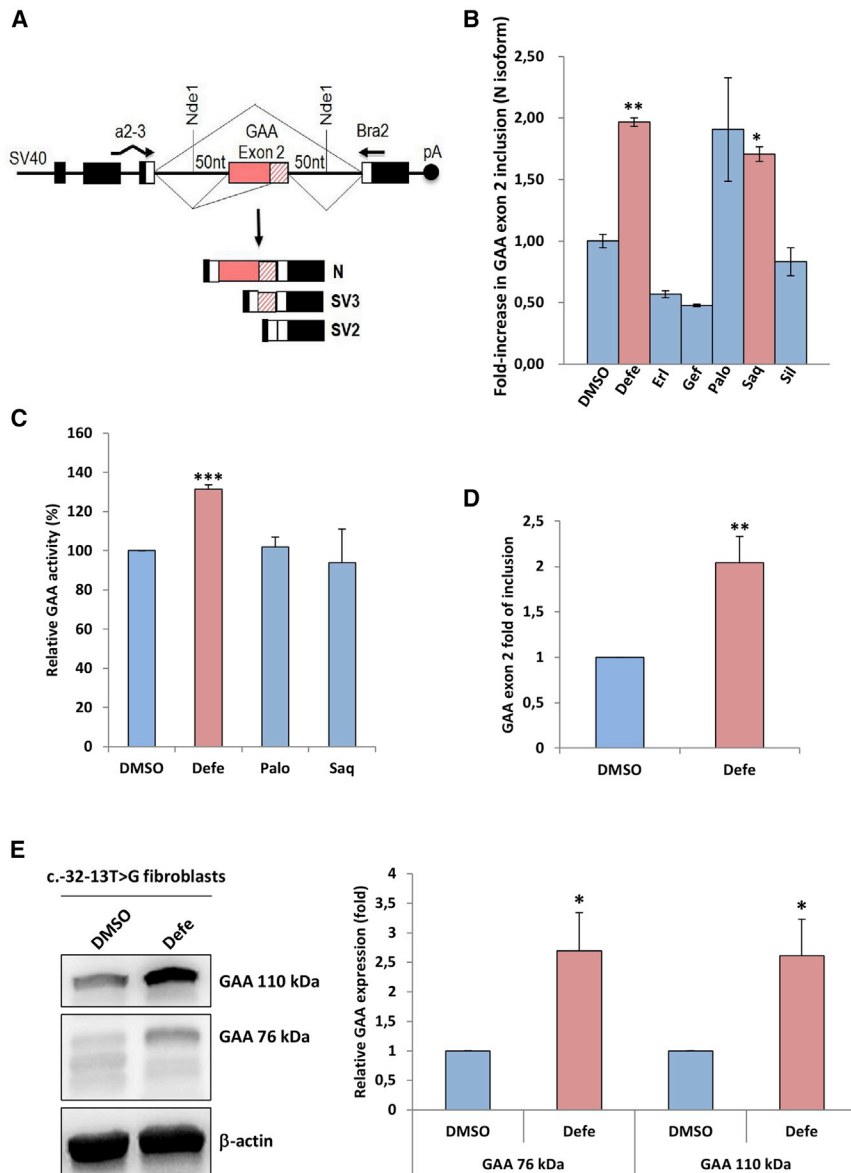 A
SV40
a2-3
Nde1
50nt
GAA
Exon 2
50nt
Nde1
Bra2
pA
N
SV3
SV2
B
Fold-increase in GAA exon 2 inclusion (N isoform)
2,50
2,00
1,50
1,00
0,50
0,00
**
*
DMSO Defe Erl Gef Palo Saq Sil
C
Relative GAA activity (%)
160
140
120
100
80
60
40
20
0
***
DMSO Defe Palo Saq
D
GAA exon 2 fold of inclusion
2,5
2
1,5
1
0,5
0
**
DMSO Defe
E
c.-32-13T>G fibroblasts
DMSO Defe
GAA 110 kDa
GAA 76 kDa
β-actin
Relative GAA expression (fold)
4
3,5
3
2,5
2
1,5
1
0,5
0
* *
DMSO Defe DMSO Defe
GAA 76 kDa GAA 110 kDa